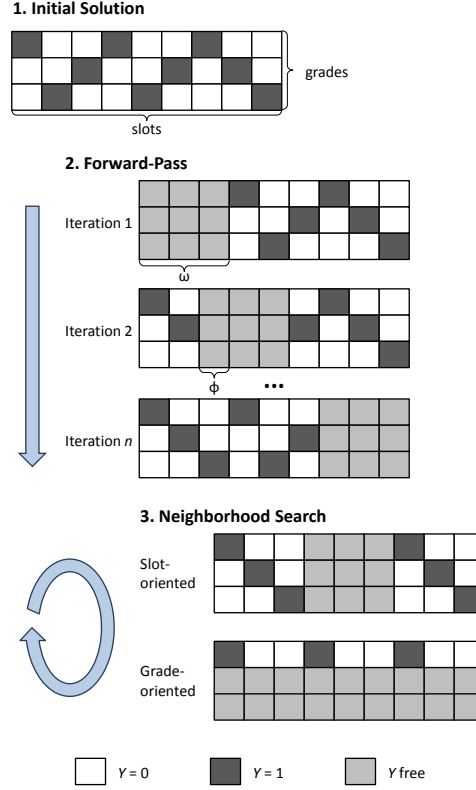 1. Initial Solution
grades
slots
2. Forward-Pass
Iteration 1
ω
Iteration 2
ϕ
...
Iteration n
3. Neighborhood Search
Slot-
oriented
Grade-
oriented
Y = 0
Y = 1
Y free